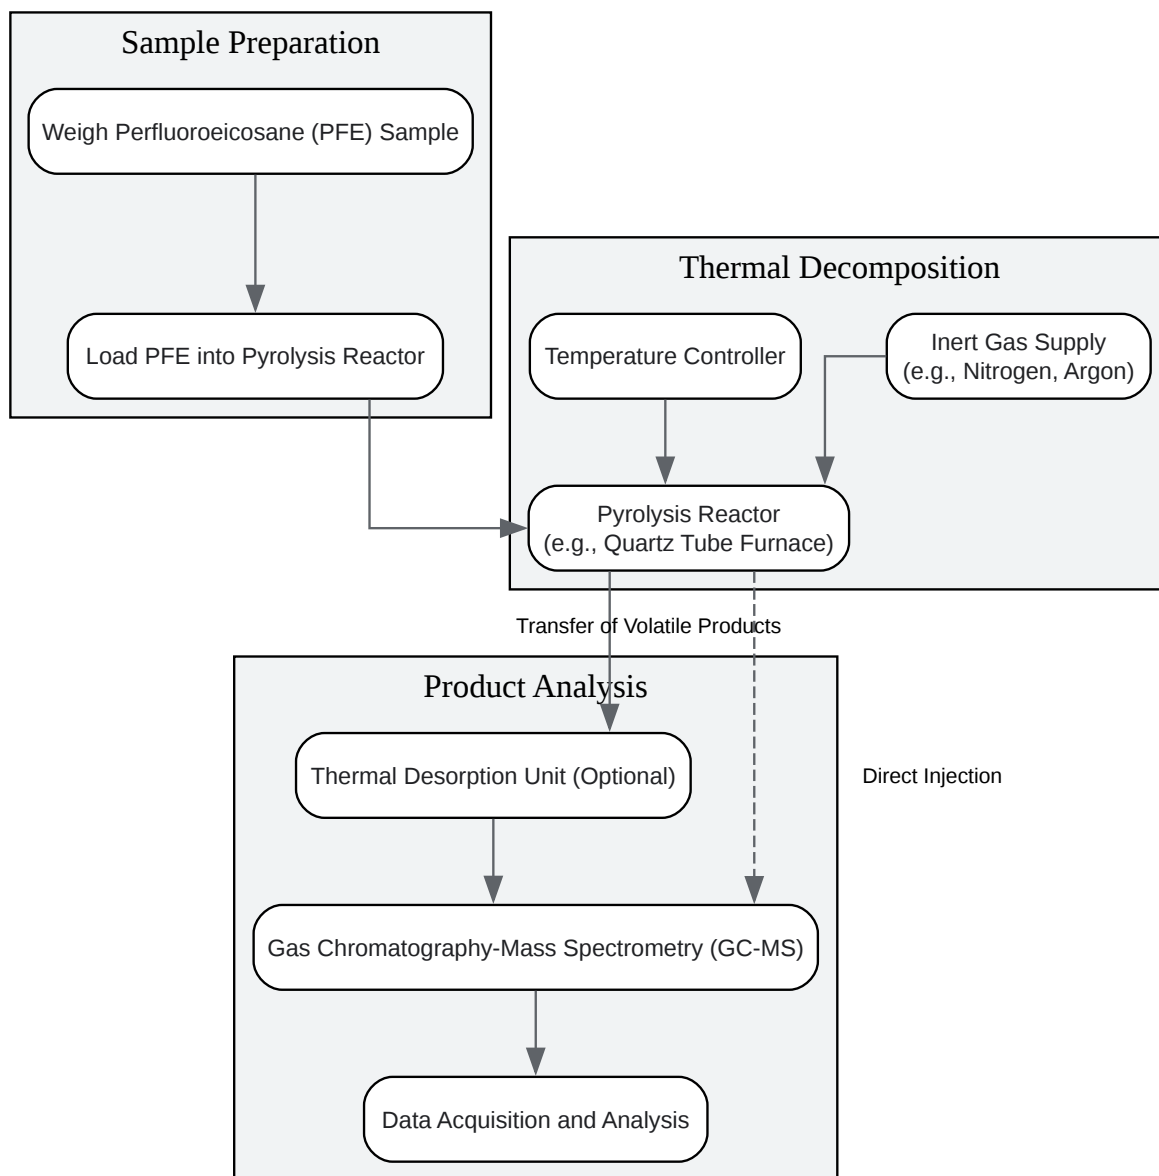 Sample Preparation
Weigh Perfluoroeicosane (PFE) Sample
Load PFE into Pyrolysis Reactor
Thermal Decomposition
Temperature Controller
Inert Gas Supply
(e.g., Nitrogen, Argon)
Pyrolysis Reactor
(e.g., Quartz Tube Furnace)
Transfer of Volatile Products
Product Analysis
Thermal Desorption Unit (Optional)
Direct Injection
Gas Chromatography-Mass Spectrometry (GC-MS)
Data Acquisition and Analysis